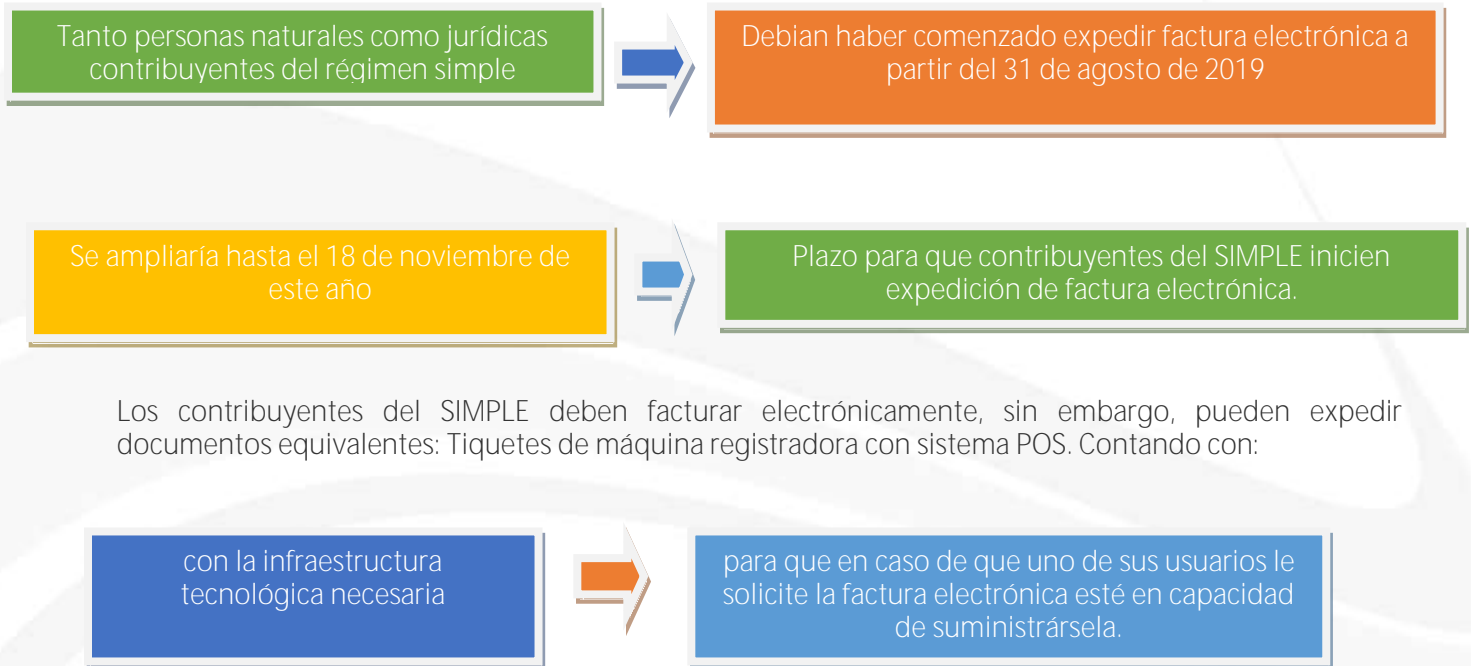 Tanto personas naturales como jurídicas
contribuyentes del régimen simple
Debian haber comenzado expedir factura electrónica a
partir del 31 de agosto de 2019
Se ampliaría hasta el 18 de noviembre de
este año
Plazo para que contribuyentes del SIMPLE inicien
expedición de factura electrónica.
Los contribuyentes del SIMPLE deben facturar electrónicamente, sin embargo, pueden expedir
documentos equivalentes: Tiquetes de máquina registradora con sistema POS. Contando con:
con la infraestructura
tecnológica necesaria
para que en caso de que uno de sus usuarios le
solicite la factura electrónica esté en capacidad
de suministrársela.